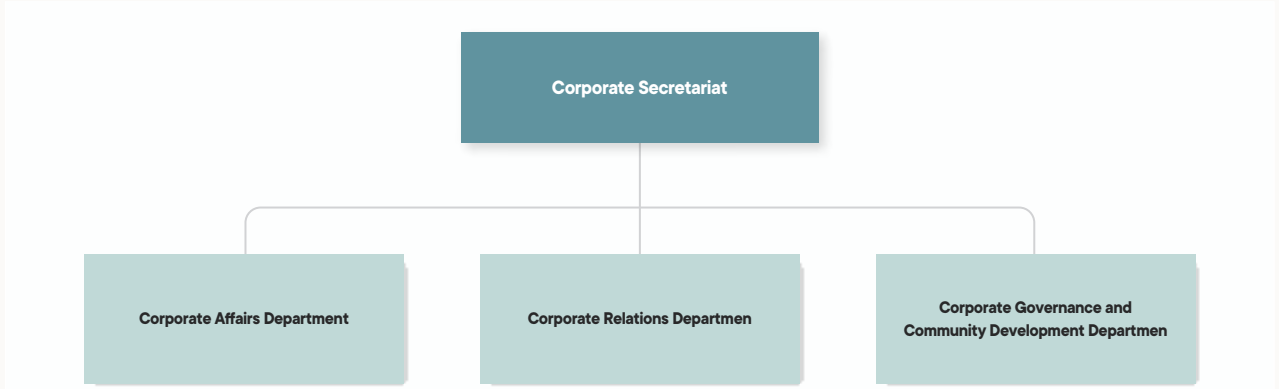 Corporate Secretariat
Corporate Affairs Department
Corporate Relations Departmen
Corporate Governance and
Community Development Departmen